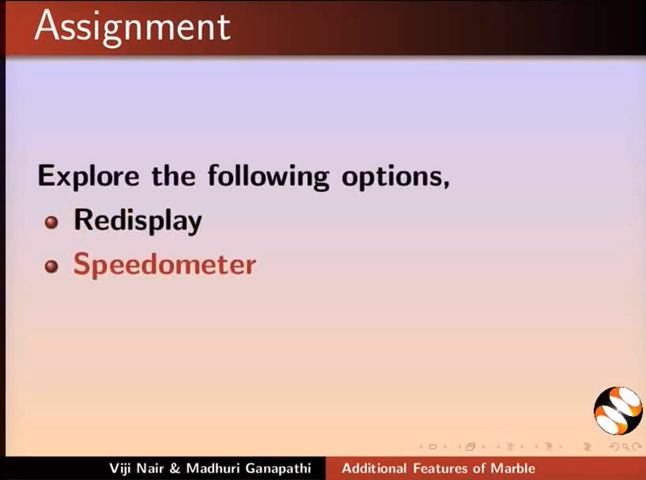 Assignment
Explore the following options,
Redisplay
Speedometer
Viji Nair & Madhuri Ganapathi
Additional Features of Marble